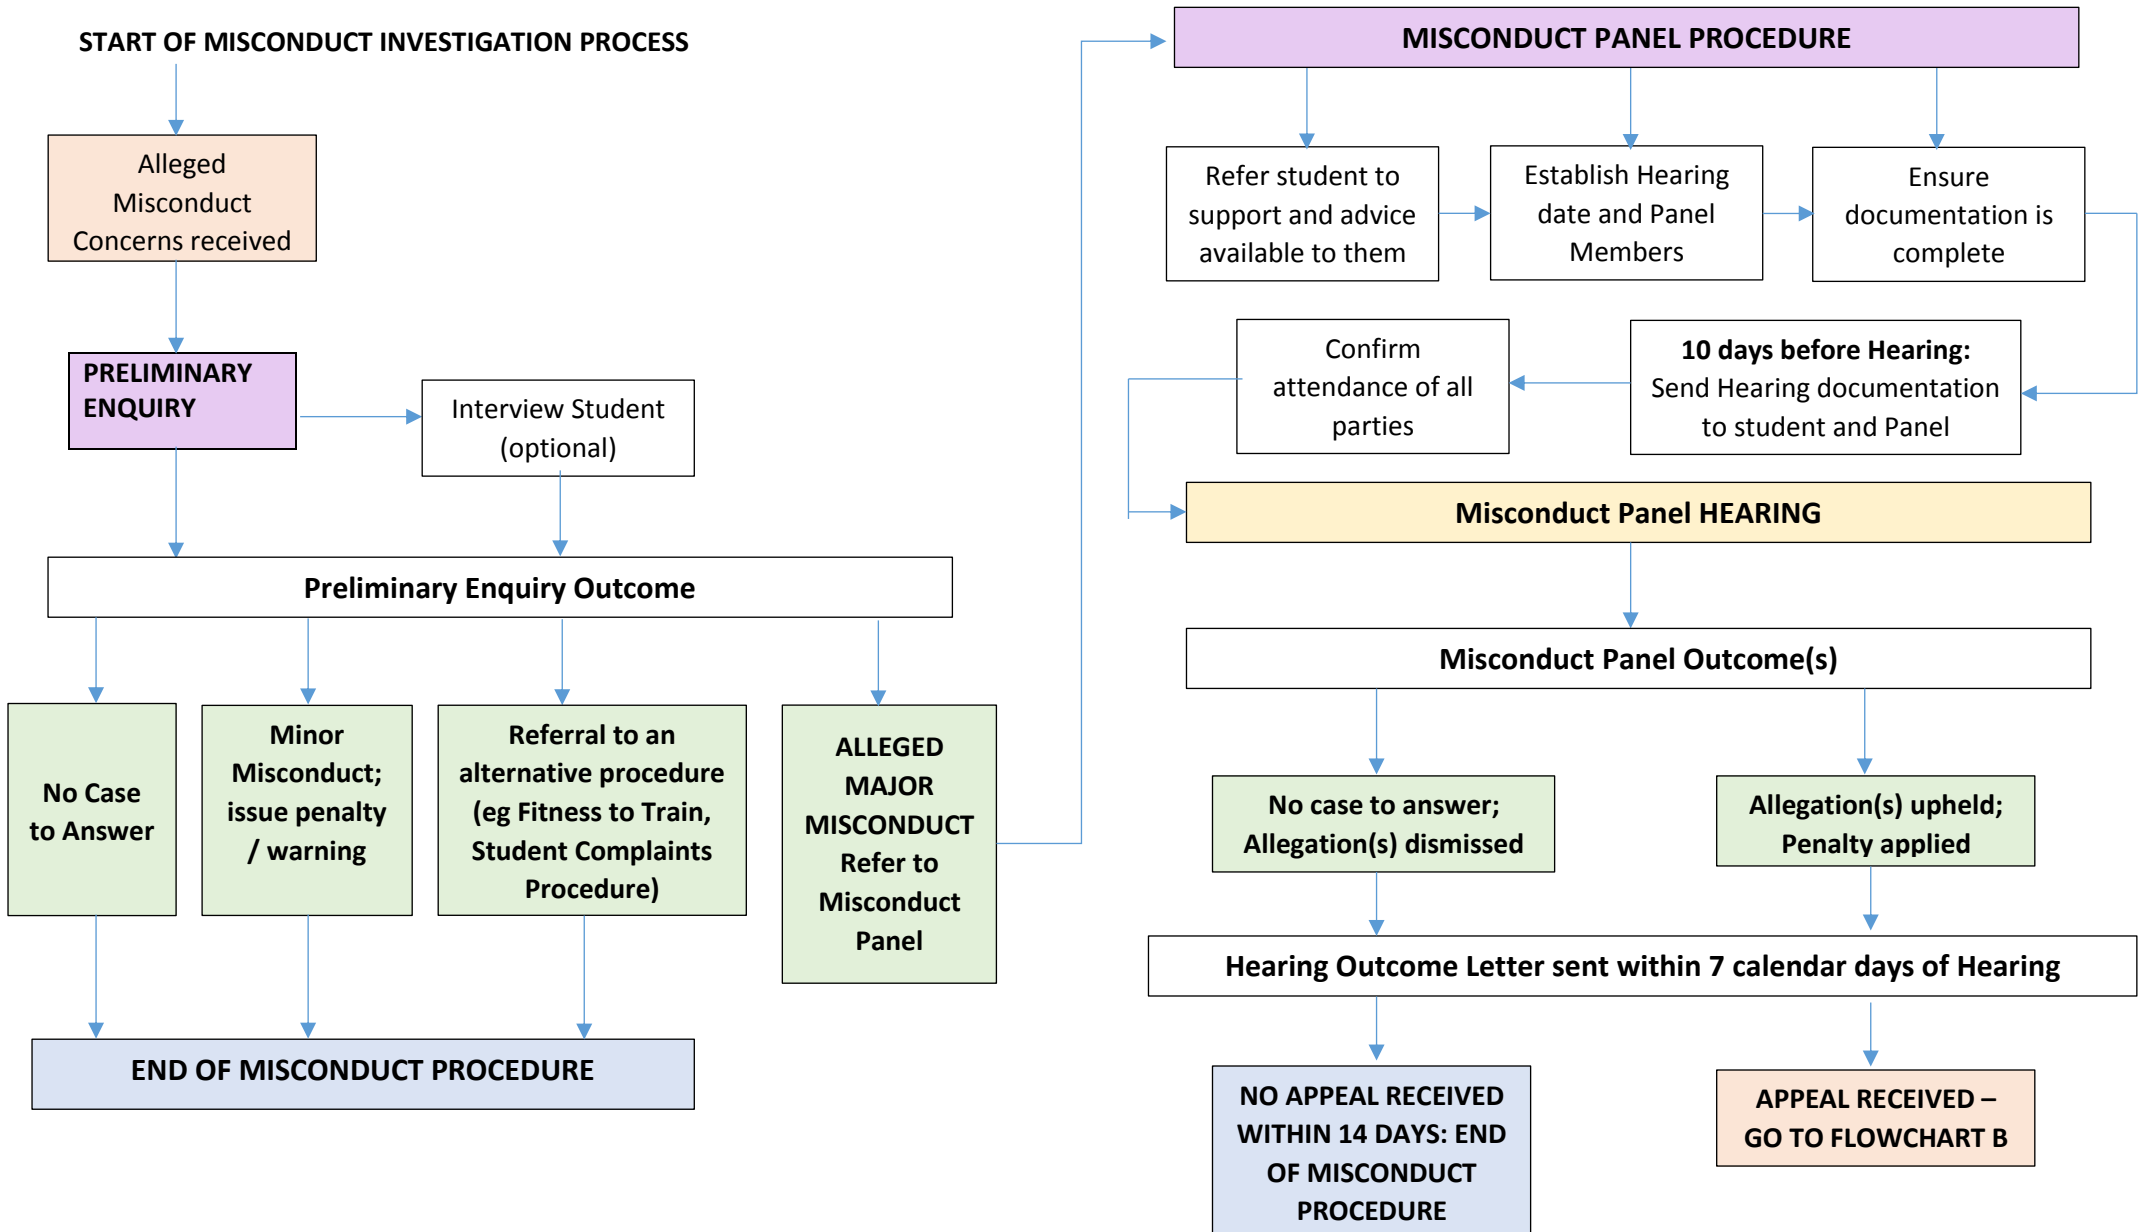 START OF MISCONDUCT INVESTIGATION PROCESS
Alleged
Misconduct
Concerns received
PRELIMINARY
ENQUIRY
Interview Student
(optional)
Preliminary Enquiry Outcome
No Case
to Answer
Minor
Misconduct;
issue penalty
/ warning
Referral to an
alternative procedure
(eg Fitness to Train,
Student Complaints
Procedure)
ALLEGED
MAJOR
MISCONDUCT
Refer to
Misconduct
Panel
END OF MISCONDUCT PROCEDURE
MISCONDUCT PANEL PROCEDURE
Refer student to
support and advice
available to them
Establish Hearing
date and Panel
Members
Ensure
documentation is
complete
10 days before Hearing:
Send Hearing documentation
to student and Panel
Confirm
attendance of all
parties
Misconduct Panel HEARING
Misconduct Panel Outcome(s)
No case to answer;
Allegation(s) dismissed
Allegation(s) upheld;
Penalty applied
Hearing Outcome Letter sent within 7 calendar days of Hearing
NO APPEAL RECEIVED
WITHIN 14 DAYS: END
OF MISCONDUCT
PROCEDURE
APPEAL RECEIVED –
GO TO FLOWCHART B